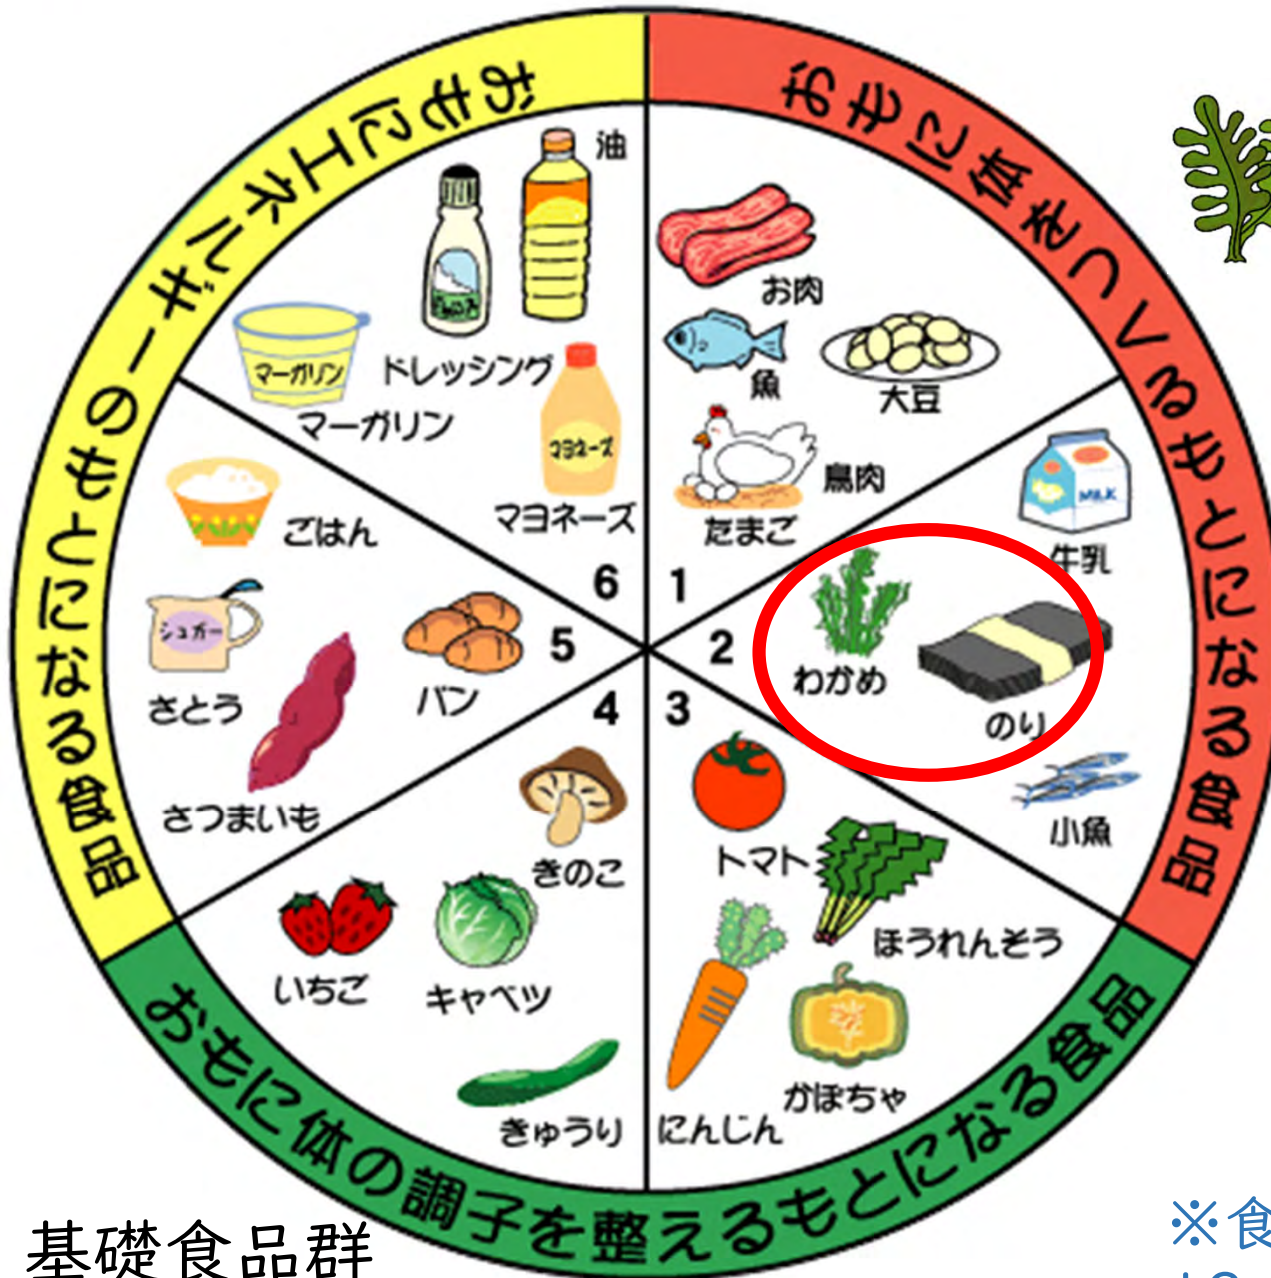 おもにエネルギーのもとになる食品
おもに体をつくるもとになる食品
おもに体の調子を整えるもとになる食品
油
ドレッシング
マーガリン
マーガリン
マヨネーズ
マヨネーズ
6
1
お肉
魚
大豆
鳥肉
たまご
2
MILK
牛乳
わかめ
のり
小魚
3
トマト
ほうれんそう
にんじん
かぼちゃ
4
きのこ
いちご
キャベツ
きゅうり
5
ごはん
シュガー
さとう
パン
さつまいも
基礎食品群
※食